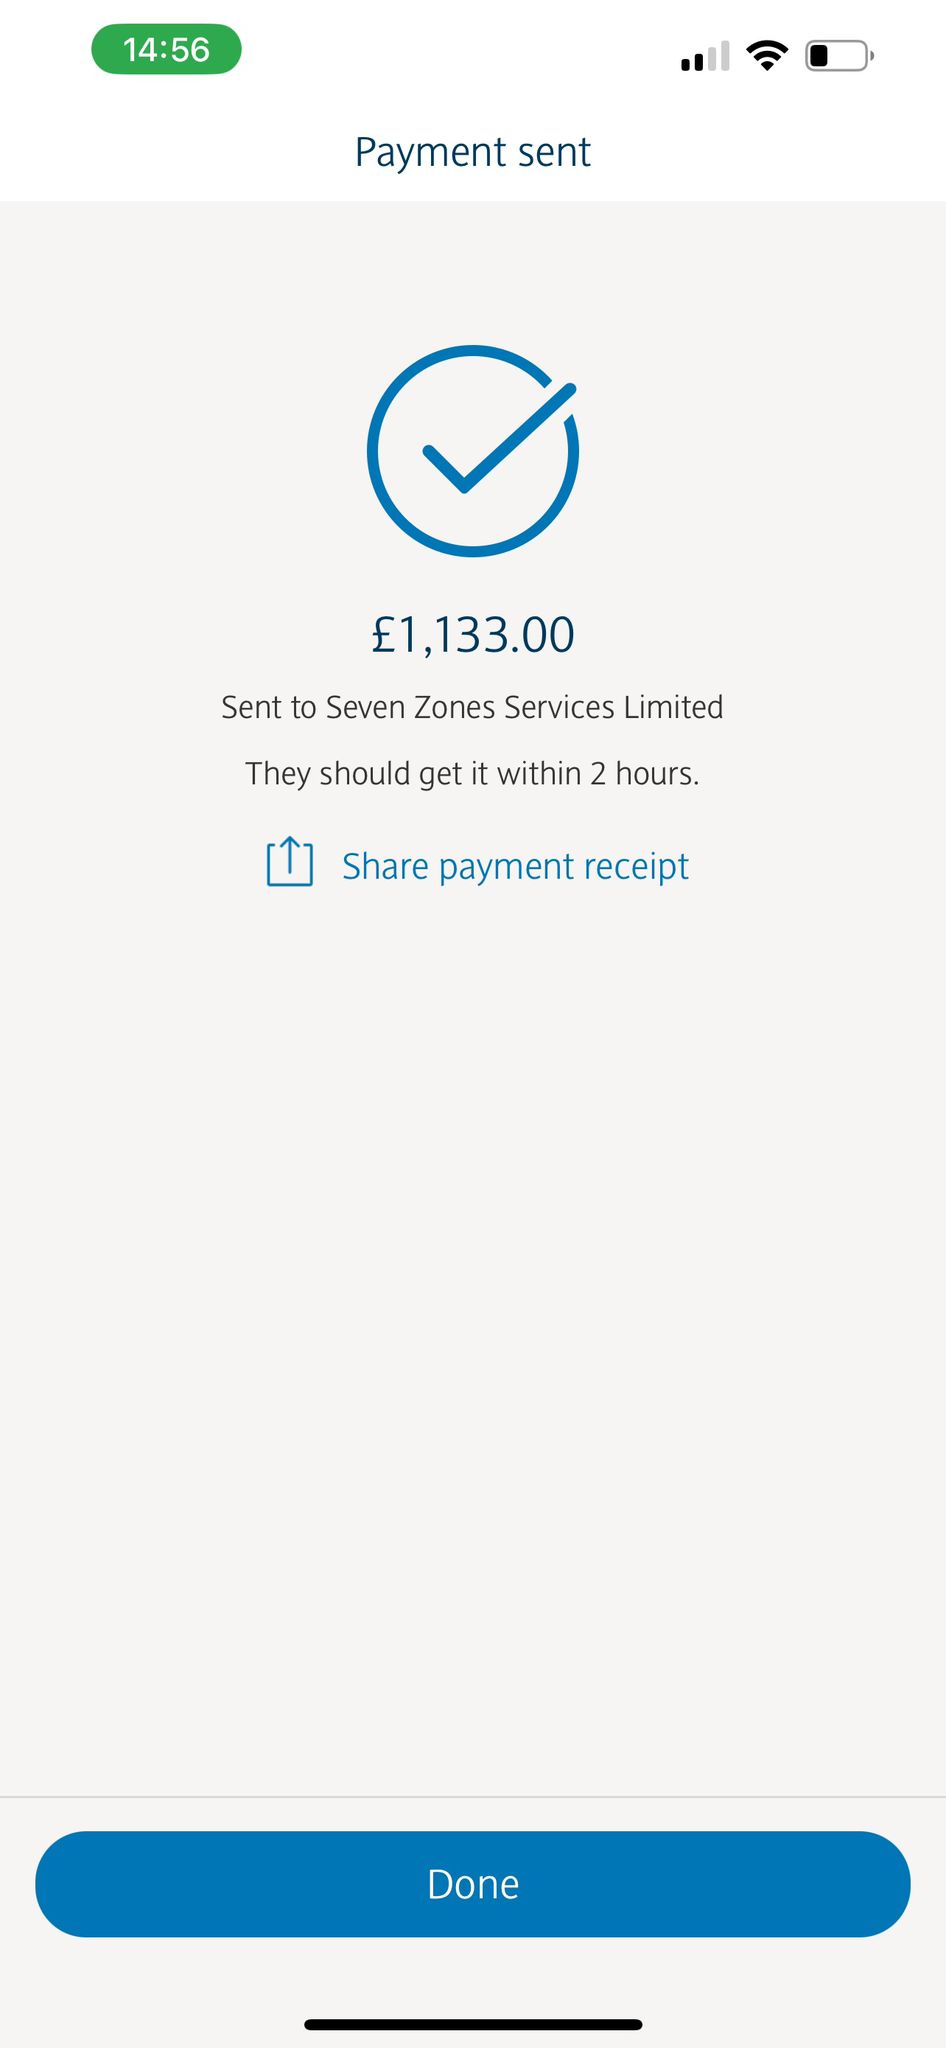 14:56
Payment sent
£1,133.00
Sent to Seven Zones Services Limited
They should get it within 2 hours.
Share payment receipt
Done